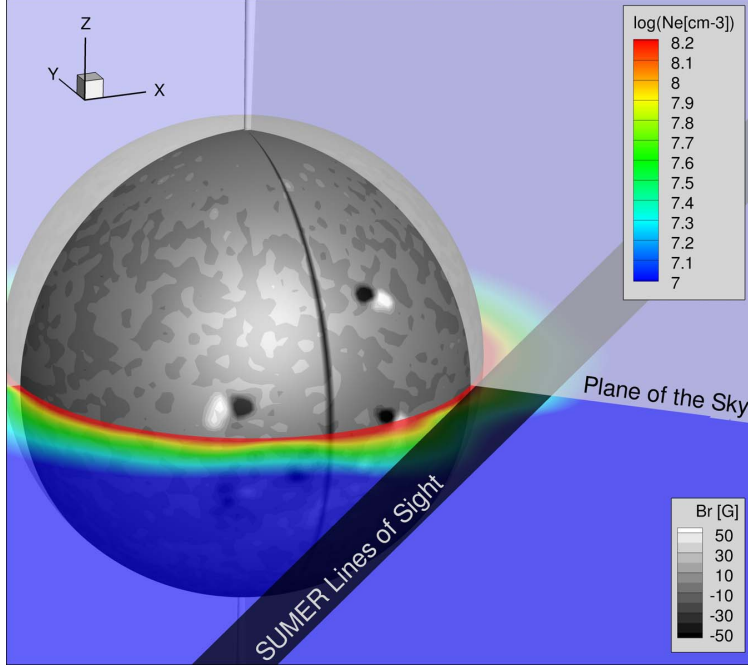 Z
Y
X
log(Ne[cm-3])
8.2
8.1
8
7.9
7.8
7.7
7.6
7.5
7.4
7.3
7.2
7.1
7
Plane of the Sky
SUMER Lines of Sight
Br [G]
50
30
10
-10
-30
-50